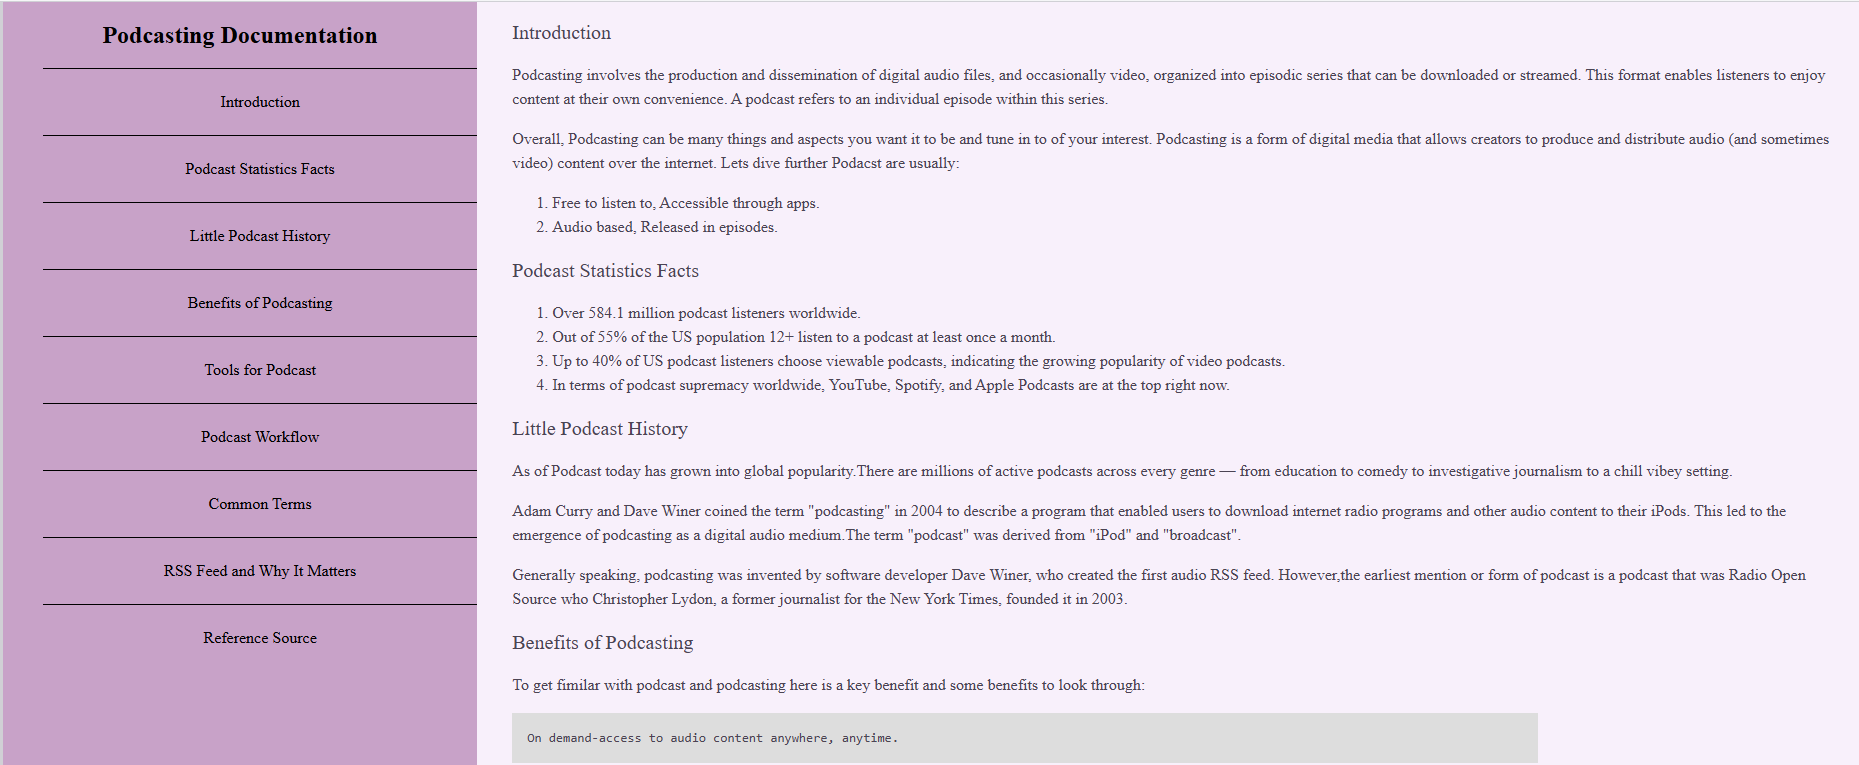 Podcasting Documentation
Introduction
Podcast Statistics Facts
Little Podcast History
Benefits of Podcasting
Tools for Podcast
Podcast Workflow
Common Terms
RSS Feed and Why It Matters
Reference Source
Introduction
Podcasting involves the production and dissemination of digital audio files, and occasionally video, organized into episodic series that can be downloaded or streamed. This format enables listeners to enjoy
content at their own convenience. A podcast refers to an individual episode within this series.
Overall, Podcasting can be many things and aspects you want it to be and tune in to of your interest. Podcasting is a form of digital media that allows creators to produce and distribute audio (and sometimes
video) content over the internet. Lets dive further Podacst are usually:
1. Free to listen to, Accessible through apps.
2. Audio based, Released in episodes.
Podcast Statistics Facts
1. Over 584.1 million podcast listeners worldwide.
2. Out of 55% of the US population 12+ listen to a podcast at least once a month.
3. Up to 40% of US podcast listeners choose viewable podcasts, indicating the growing popularity of video podcasts.
4. In terms of podcast supremacy worldwide, YouTube, Spotify, and Apple Podcasts are at the top right now.
Little Podcast History
As of Podcast today has grown into global popularity.There are millions of active podcasts across every genre — from education to comedy to investigative journalism to a chill vibey setting.
Adam Curry and Dave Winer coined the term "podcasting" in 2004 to describe a program that enabled users to download internet radio programs and other audio content to their iPods. This led to the
emergence of podcasting as a digital audio medium.The term "podcast" was derived from "iPod" and "broadcast".
Generally speaking, podcasting was invented by software developer Dave Winer, who created the first audio RSS feed. However,the earliest mention or form of podcast is a podcast that was Radio Open
Source who Christopher Lydon, a former journalist for the New York Times, founded it in 2003.
Benefits of Podcasting
To get fimilar with podcast and podcasting here is a key benefit and some benefits to look through:
On demand-access to audio content anywhere, anytime.